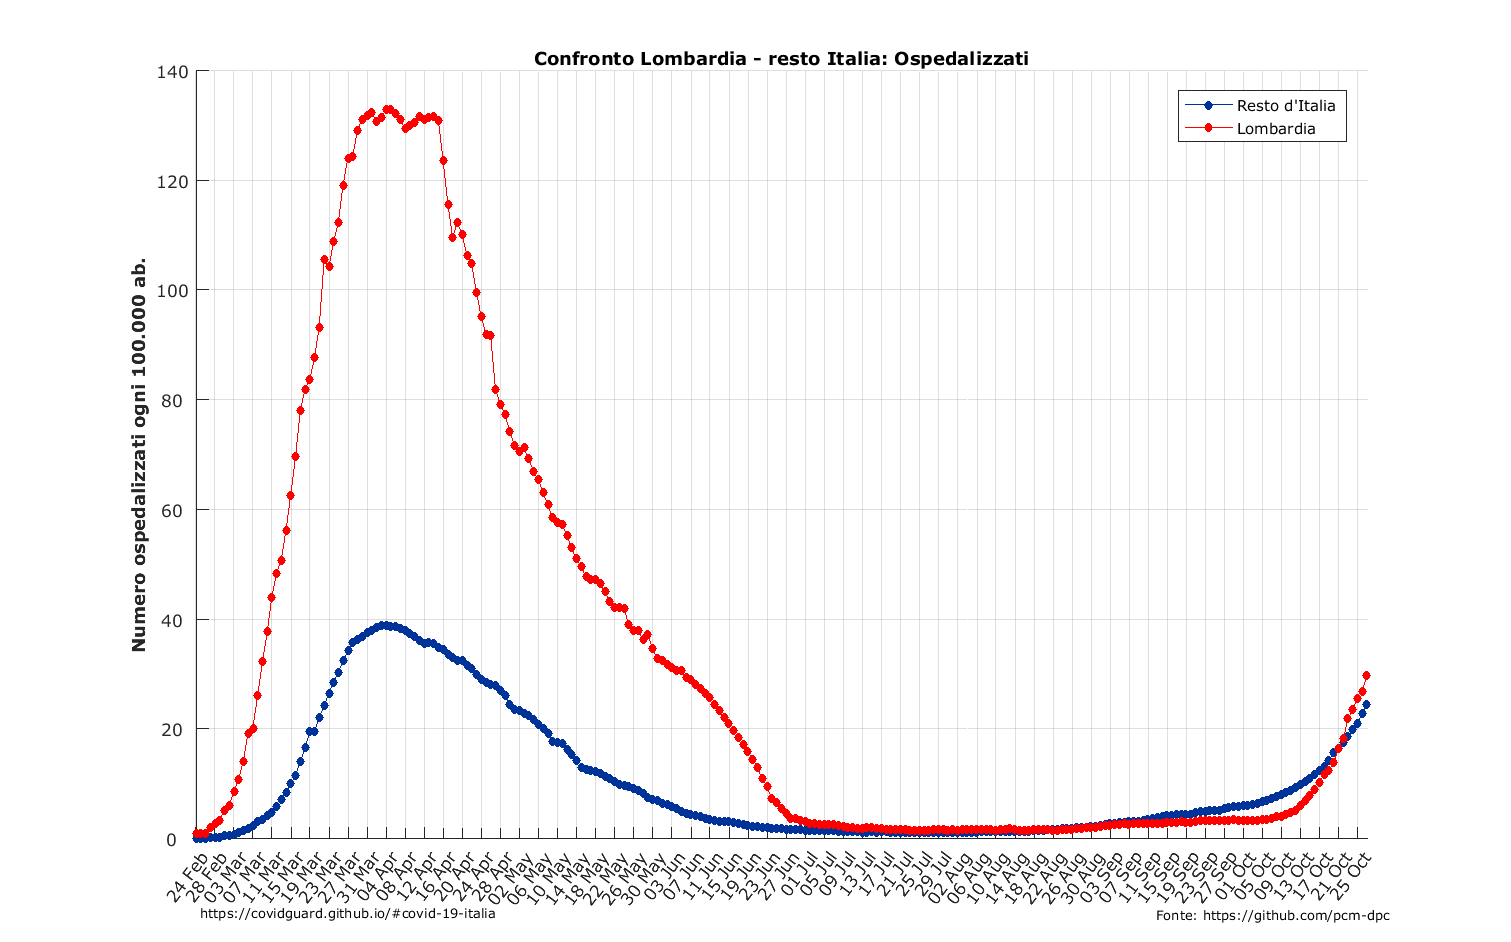 Confronto Lombardia - resto Italia: Ospedalizzati
Numero ospedalizzati ogni 100.000 ab.
140
120
100
80
60
40
20
0
Resto d'Italia
Lombardia
24 Feb
28 Feb
03 Mar
07 Mar
11 Mar
15 Mar
19 Mar
23 Mar
27 Mar
31 Mar
04 Apr
08 Apr
12 Apr
16 Apr
20 Apr
24 Apr
28 Apr
02 May
06 May
10 May
14 May
18 May
22 May
26 May
30 May
03 Jun
07 Jun
11 Jun
15 Jun
19 Jun
23 Jun
27 Jun
01 Jul
05 Jul
09 Jul
13 Jul
17 Jul
21 Jul
25 Jul
29 Jul
02 Aug
06 Aug
10 Aug
14 Aug
18 Aug
22 Aug
26 Aug
30 Aug
03 Sep
07 Sep
11 Sep
15 Sep
19 Sep
23 Sep
27 Sep
01 Oct
05 Oct
09 Oct
13 Oct
17 Oct
21 Oct
25 Oct
https://covidguard.github.io/#covid-19-italia
Fonte: https://github.com/pcm-dpc